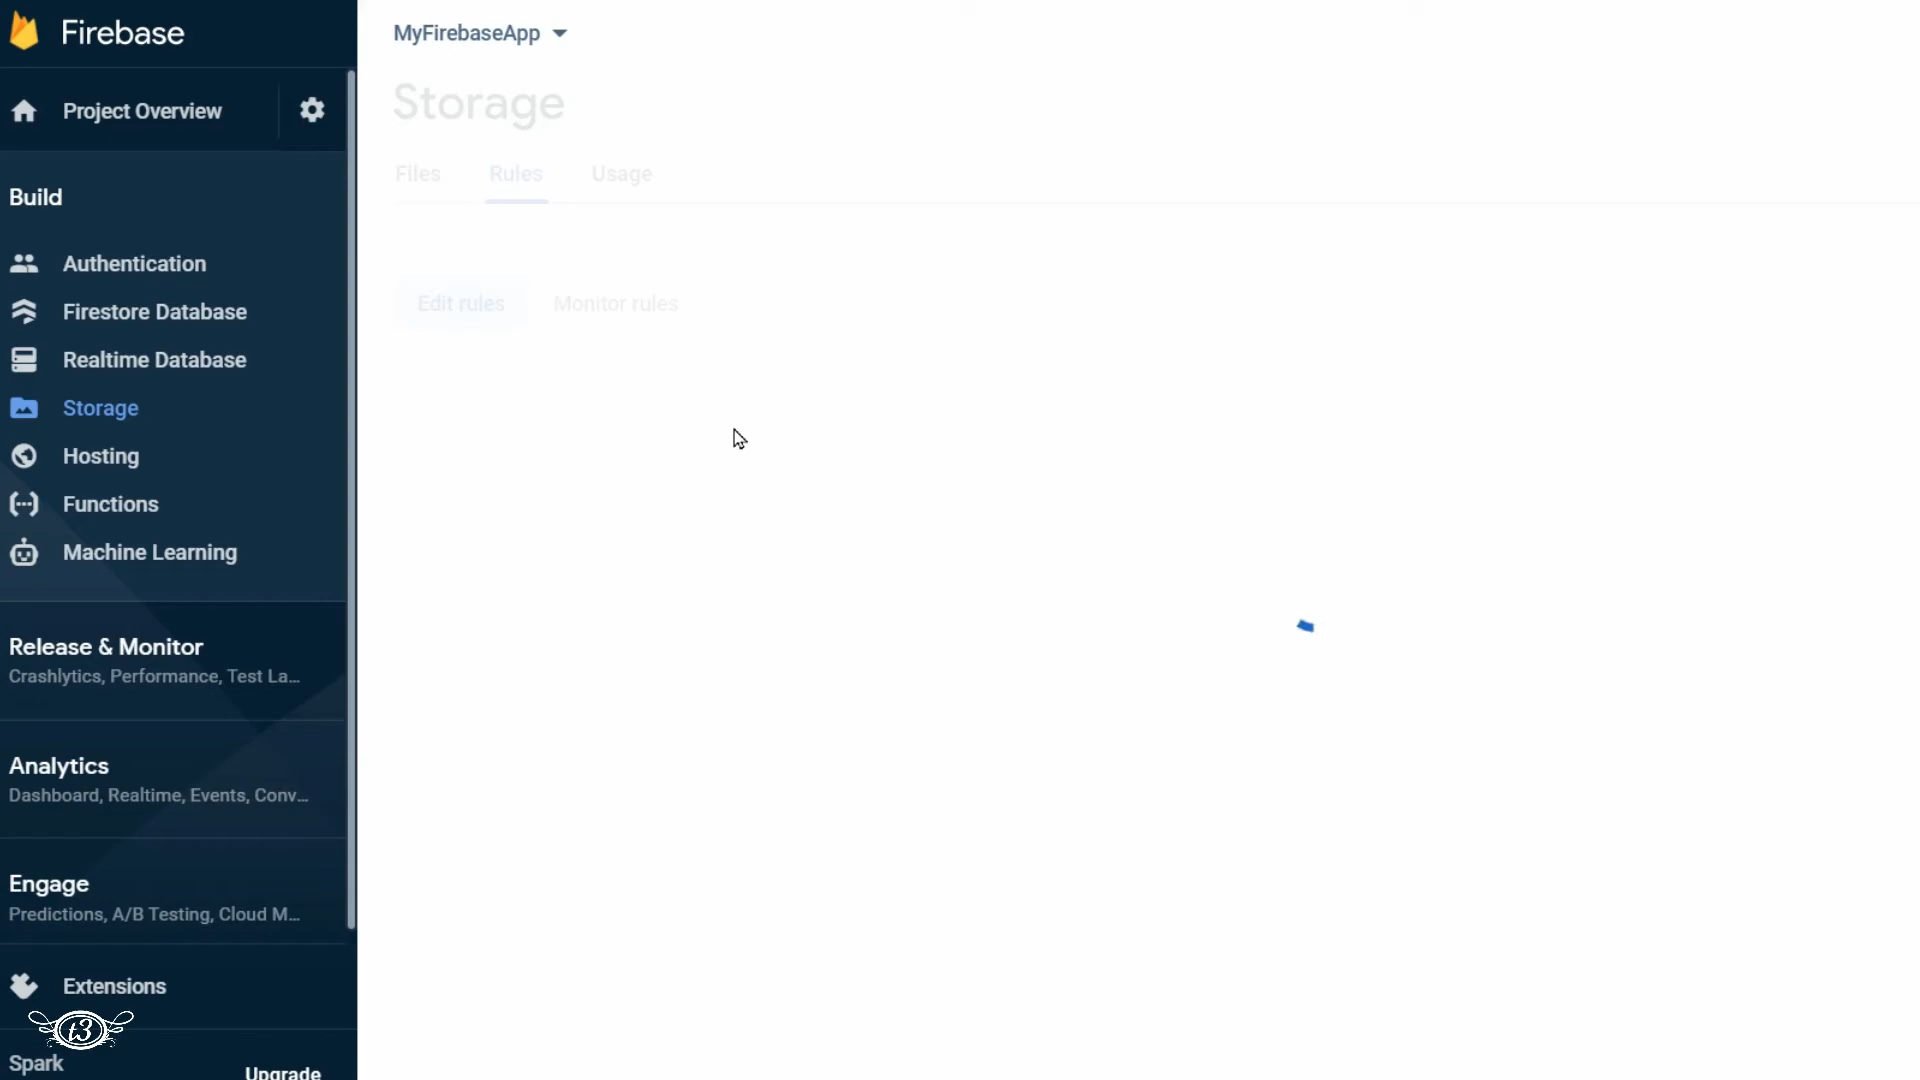 Firebase
MyFirebaseApp
Project Overview
Storage
Files Rules Usage
Build
Authentication
Firestore Database
Realtime Database
Storage
Hosting
Functions
Machine Learning
Edit rules Monitor rules
Release & Monitor
Crashlytics, Performance, Test La...
Analytics
Dashboard, Realtime, Events, Conv...
Engage
Predictions, A/B Testing, Cloud M...
Extensions
t3
Spark
Upgrade